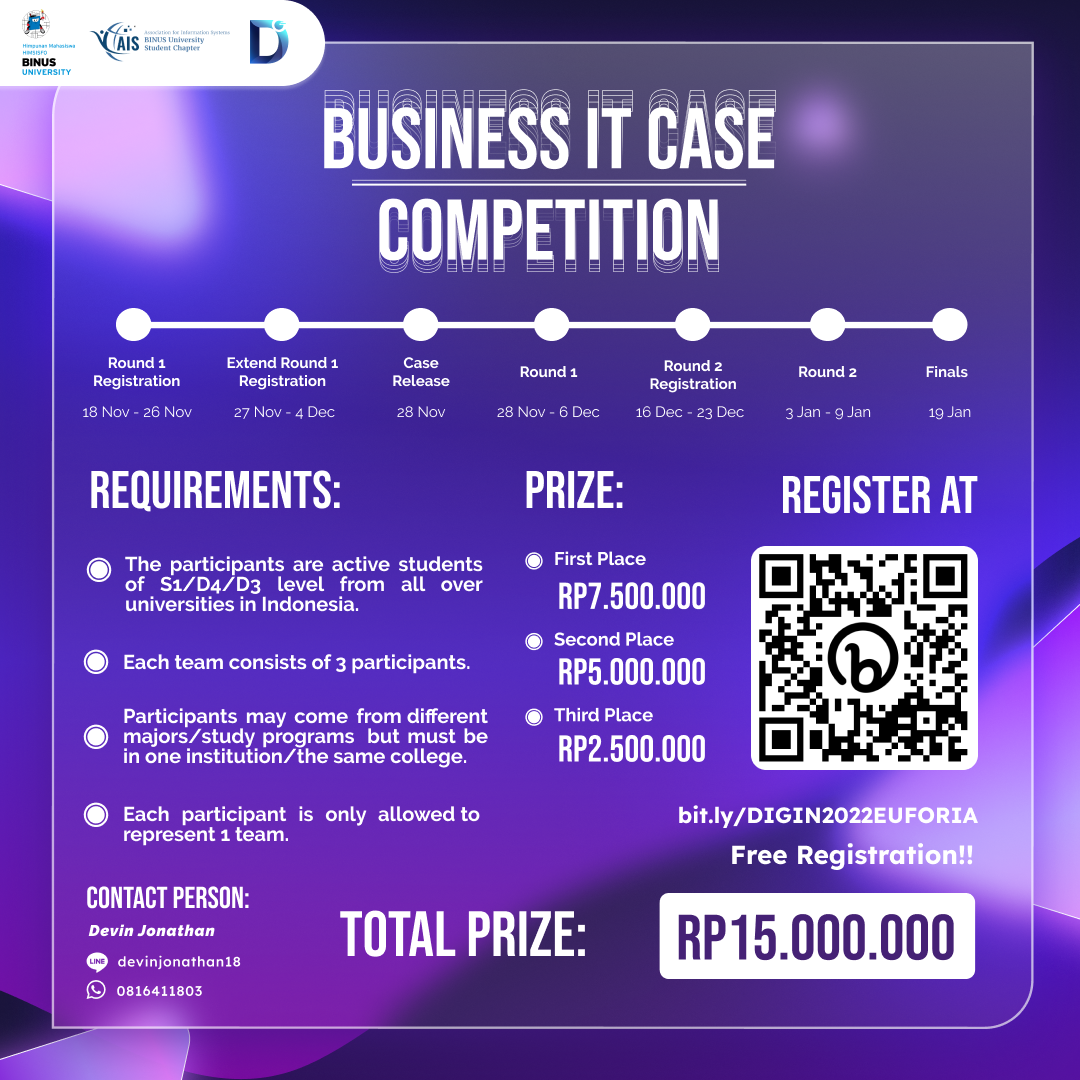 Himpunan Mahasiswa
HIMSISFO
BINUS
UNIVERSITY
AIS
Association for Information Systems
BINUS University
Student Chapter
BUSINESS IT CASE
COMPETITION
Round 1
Registration
18 Nov - 26 Nov
Extend Round 1
Registration
27 Nov - 4 Dec
Case
Release
28 Nov
Round 1
28 Nov - 6 Dec
Round 2
Registration
16 Dec - 23 Dec
Round 2
3 Jan - 9 Jan
Finals
19 Jan
REQUIREMENTS:
The participants are active students
of S1/D4/D3 level from all over
universities in Indonesia.
Each team consists of 3 participants.
Participants may come from different
majors/study programs but must be
in one institution/the same college.
Each participant is only allowed to
represent 1 team.
PRIZE:
First Place
RP7.500.000
Second Place
RP5.000.000
Third Place
RP2.500.000
REGISTER AT
b
bit.ly/DIGIN2022EUFORIA
Free Registration!!
CONTACT PERSON:
Devin Jonathan
LINE
devinjonathan18
0816411803
TOTAL PRIZE:
RP15.000.000